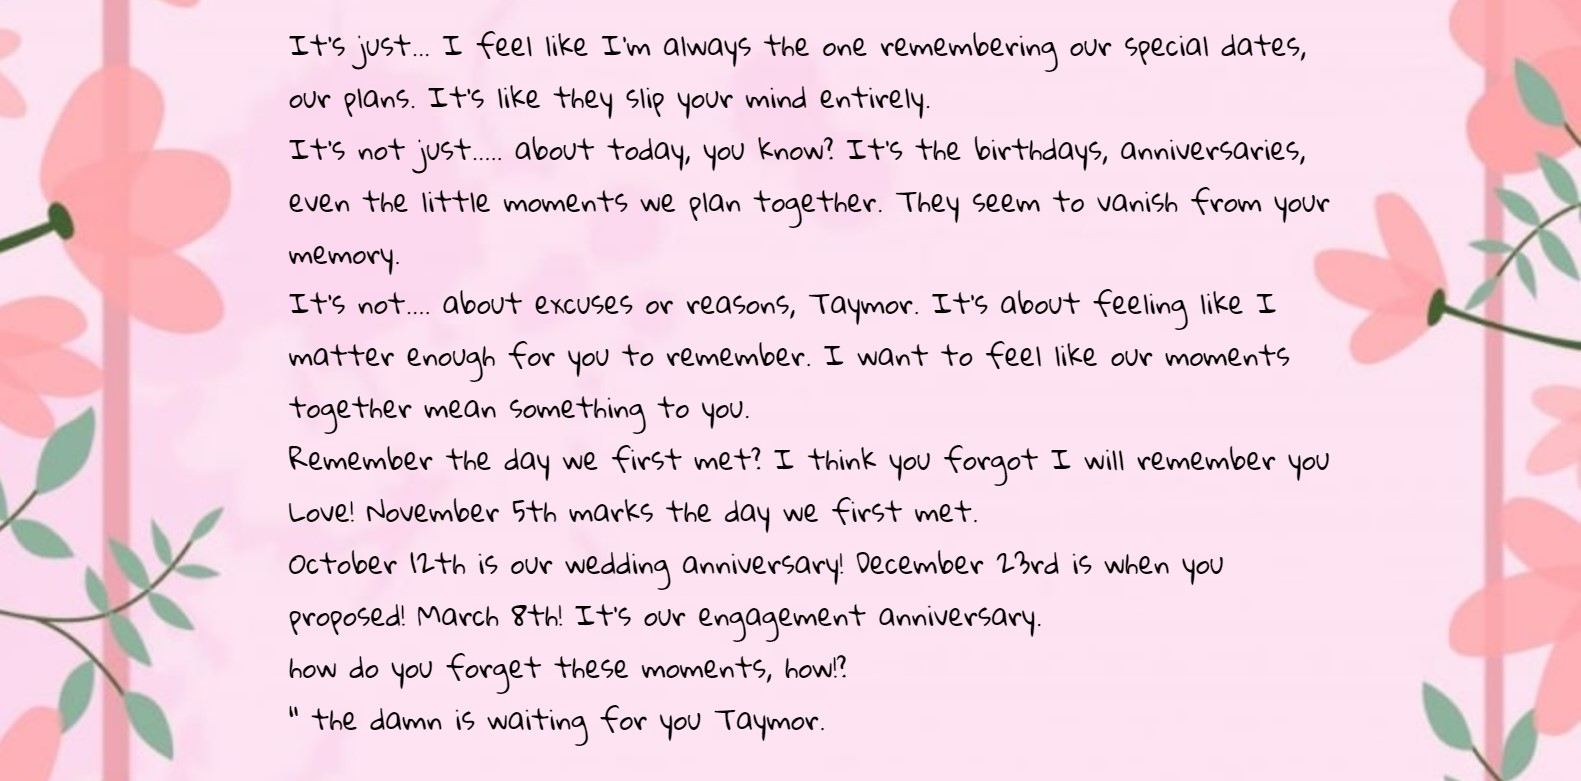 It's just... I feel like I'm always the one remembering our special dates,
our plans. It's like they slip your mind entirely.
It's not just..... about today, you know? It's the birthdays, anniversaries,
even the little moments we plan together. They seem to vanish from your
memory.
It's not.... about excuses or reasons, Taymor. It's about feeling like I
matter enough for you to remember. I want to feel like our moments
together mean something to you.
Remember the day we first met? I think you forgot I will remember you
Love! November 5th marks the day we first met.
October 12th is our wedding anniversary! December 23rd is when you
proposed! March 8th! It's our engagement anniversary.
how do you forget these moments, how!?
" the damn is waiting for you Taymor.